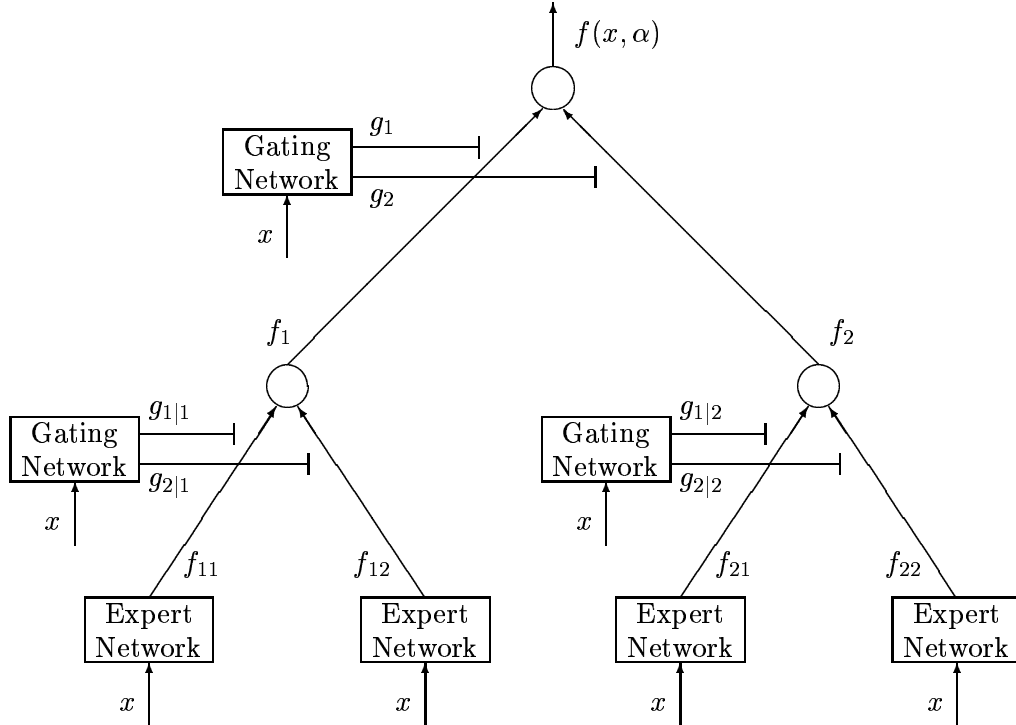 f(x, α)
g₁
Gating
Network
g₂
x
f₁
f₂
g₁|₁
Gating
Network
g₂|₁
x
g₁|₂
Gating
Network
g₂|₂
x
f₁₁
f₁₂
f₂₁
f₂₂
Expert
Network
Expert
Network
Expert
Network
Expert
Network
x
x
x
x